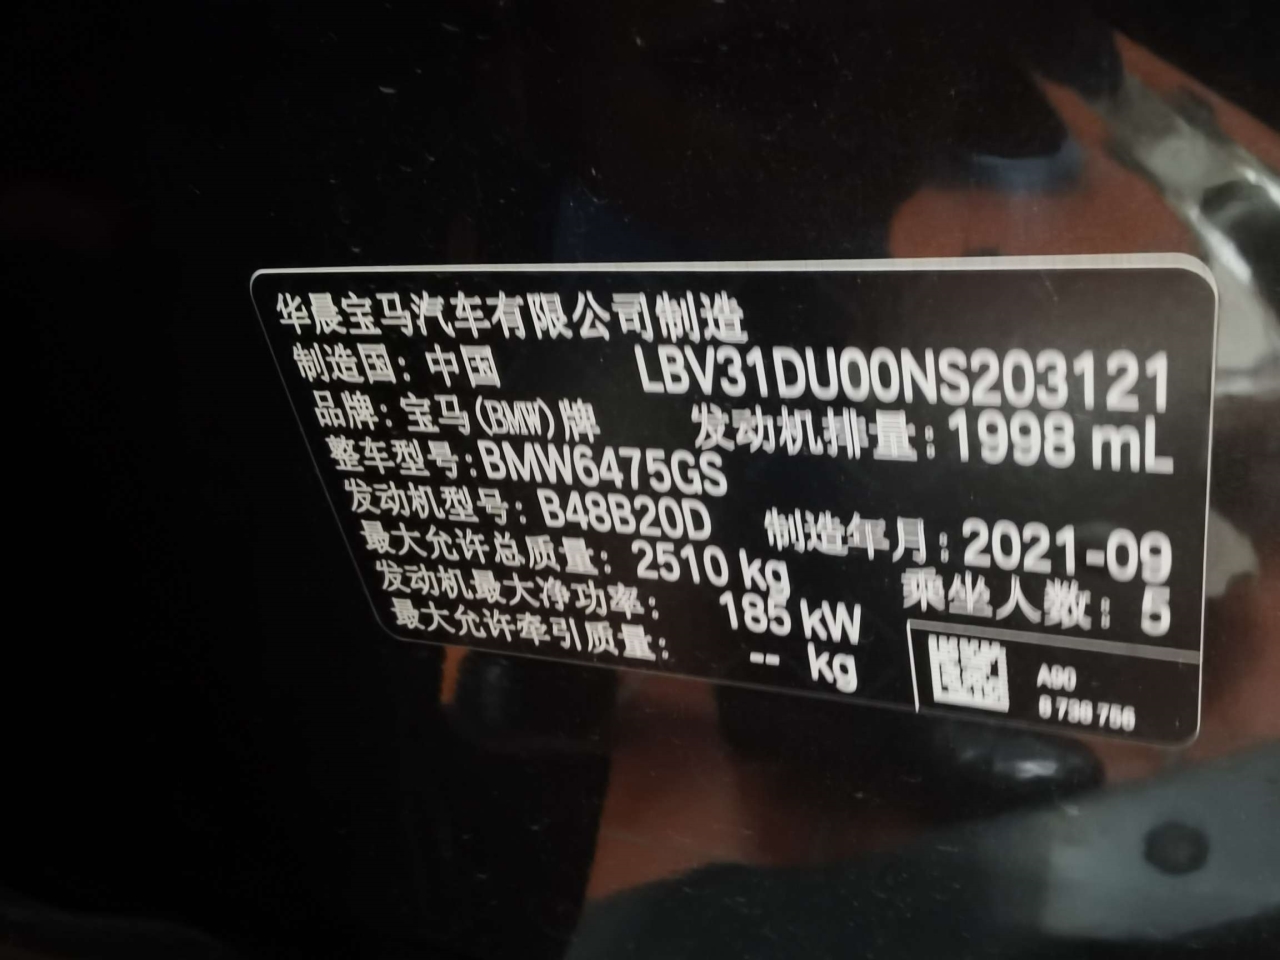 华晨宝马汽车有限公司制造
制造国：中国 LBV31DU00NS203121
品牌：宝马(BMW)牌 发动机排量：1998 mL
整车型号：BMW6475GS
发动机型号：B48B20D 制造年月：2021-09
最大允许总质量：2510 kg 乘坐人数：5
发动机最大净功率：185 kW
最大允许牵引质量：-- kg
A90